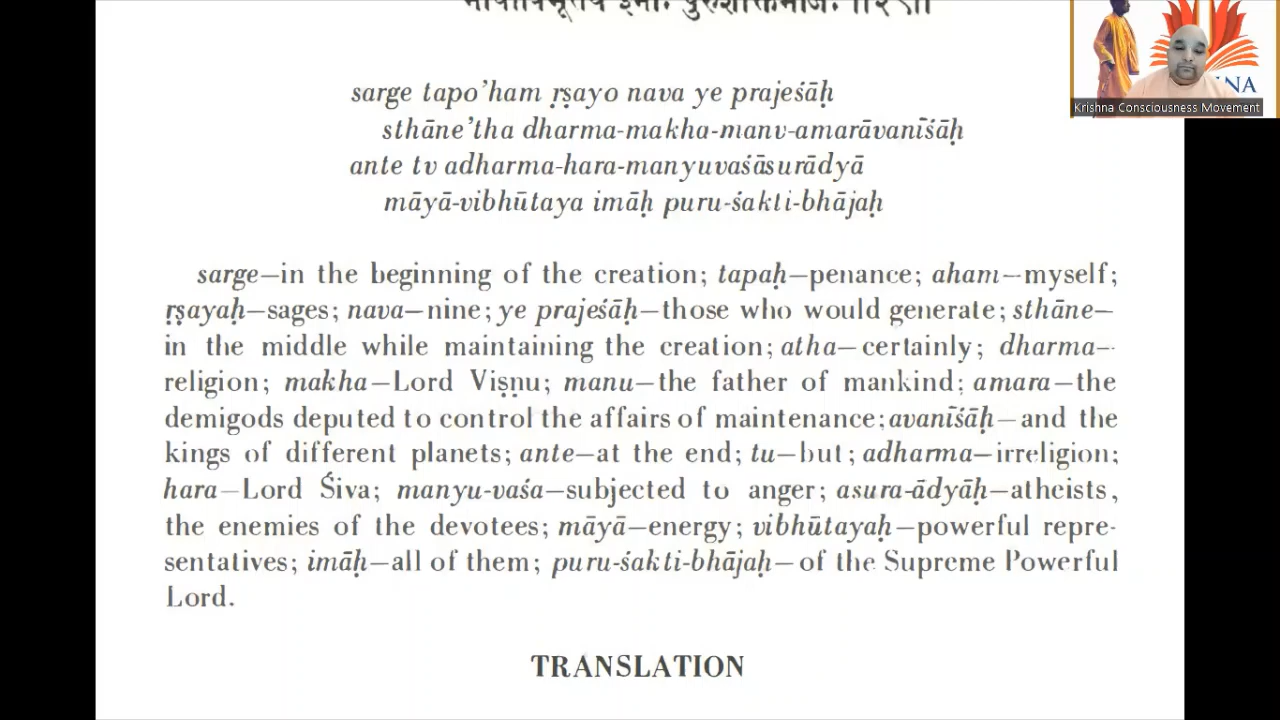 sarge tapo’ham ṛṣayo nava ye prajeśāḥ
sthāne’tha dharma-makha-manv-amarāvanīśāḥ
ante tv adharma-hara-manyuvaśāsurādyā
māyā-vibhūtaya imāḥ puru-śakti-bhājaḥ
sarge—in the beginning of the creation; tapaḥ—penance; aham—myself;
ṛṣayaḥ—sages; nava—nine; ye prajeśāḥ—those who would generate; sthāne—
in the middle while maintaining the creation; atha—certainly; dharma—
religion; makha—Lord Viṣṇu; manu—the father of mankind; amara—the
demigods deputed to control the affairs of maintenance; avanīśāḥ—and the
kings of different planets; ante—at the end; tu—but; adharma—irreligion;
hara—Lord Śiva; manyu-vaśa—subjected to anger; asura-ādyāḥ—atheists,
the enemies of the devotees; māyā—energy; vibhūtayaḥ—powerful repre-
sentatives; imāḥ—all of them; puru-śakti-bhājaḥ—of the Supreme Powerful
Lord.
TRANSLATION
Krishna Consciousness Movement